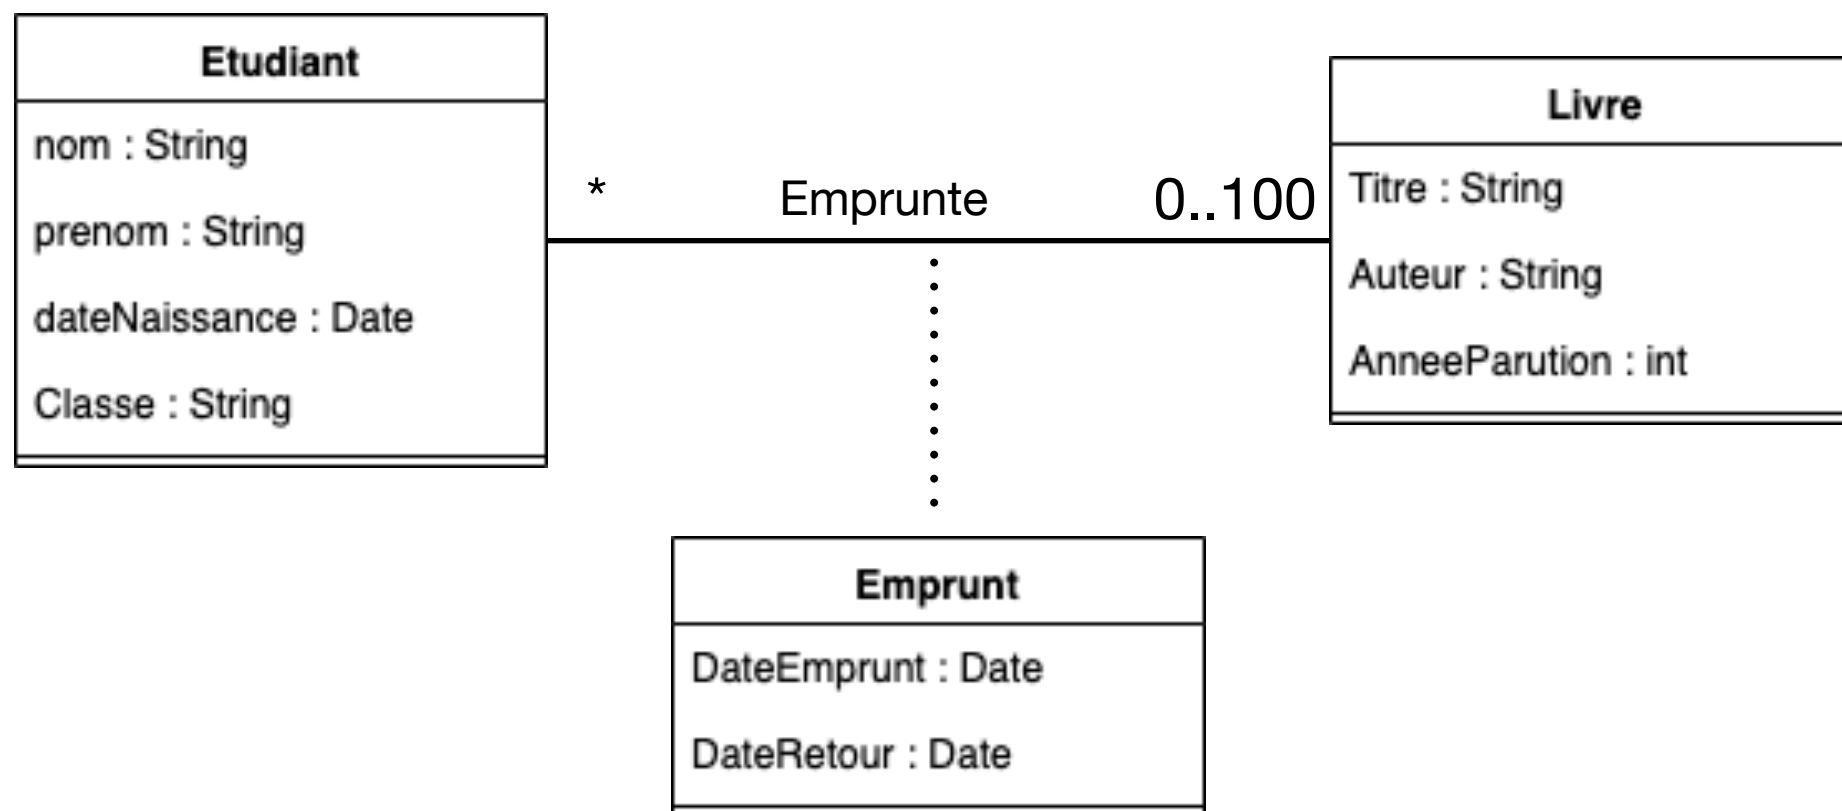 Etudiant
nom : String
prenom : String
dateNaissance : Date
Classe : String
* Emprunte 0..100
Livre
Titre : String
Auteur : String
AnneeParution : int
Emprunt
DateEmprunt : Date
DateRetour : Date